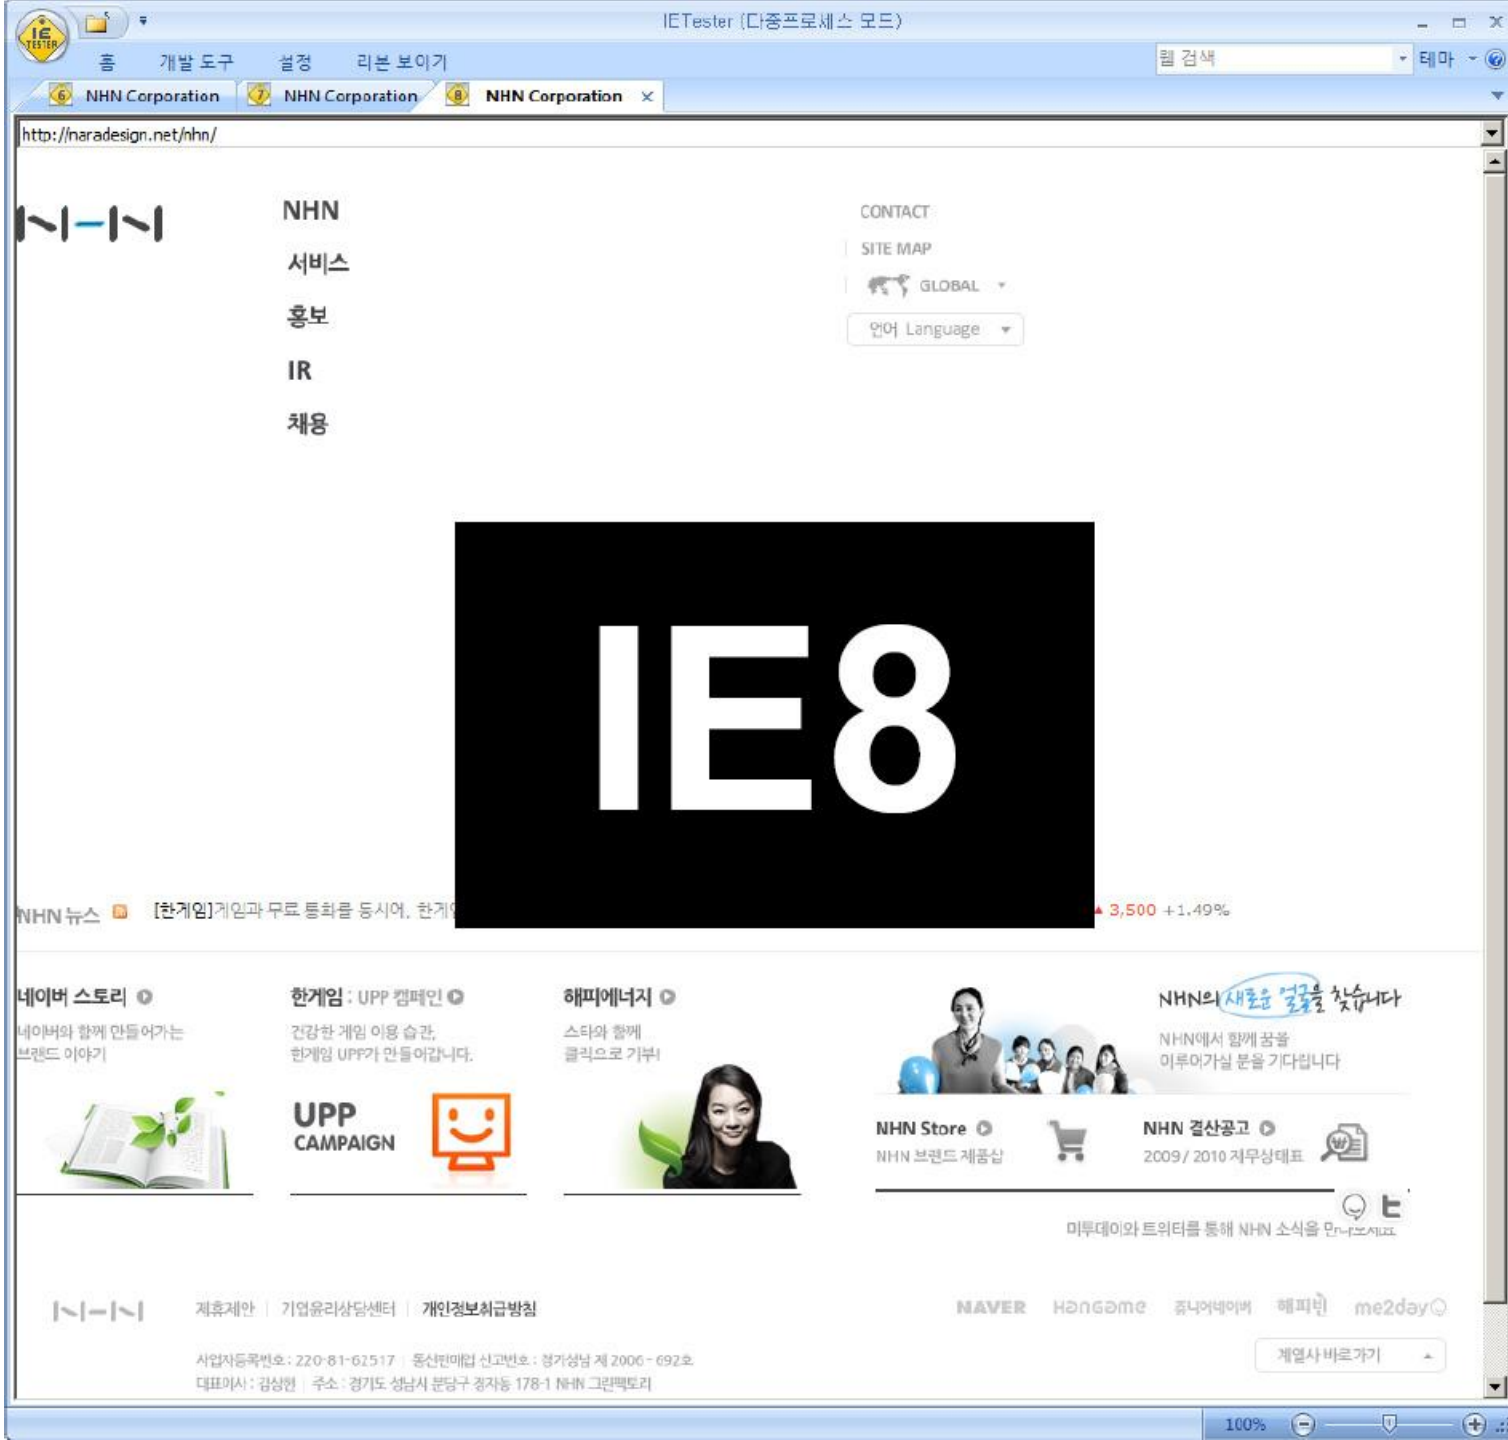 IETester (다중프로세스 모드)
홈 개발 도구 설정 리본 보이기
웹 검색 테마
6 NHN Corporation 7 NHN Corporation 8 NHN Corporation
http://naradesign.net/nhn/
NHN
NHN
서비스
홍보
IR
채용
CONTACT
SITE MAP
GLOBAL
언어 Language
IE8
NHN 뉴스 [한게임]게임과 무료 통화를 동시에, 한게임
3,500 +1.49%
네이버 스토리
네이버와 함께 만들어가는
브랜드 이야기
한게임 : UPP 캠페인
건강한 게임 이용 습관,
한게임 UPP가 만들어갑니다.
UPP
CAMPAIGN
해피에너지
스타와 함께
클릭으로 기부!
NHN의 새로운 얼굴을 찾습니다
NHN에서 함께 꿈을
이루어가실 분을 기다립니다
NHN Store
NHN 브랜드 제품샵
NHN 결산공고
2009 / 2010 재무상태표
미투데이와 트위터를 통해 NHN 소식을 만나보세요
NHN 제휴제안 기업윤리상담센터 개인정보취급방침
NAVER HANGAME 쥬니어네이버 해피빈 me2day
사업자등록번호 : 220-81-62517 통신판매업 신고번호 : 경기성남 제 2006 - 692호
대표이사 : 김상헌 주소 : 경기도 성남시 분당구 정자동 178-1 NHN 그린팩토리
계열사 바로가기
100%